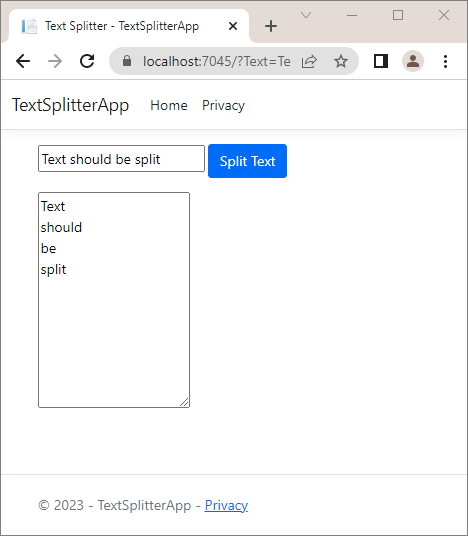 Text Splitter - TextSplitterApp
localhost:7045/?Text=Te
TextSplitterApp Home Privacy
Text should be split Split Text
Text
should
be
split
© 2023 - TextSplitterApp - Privacy